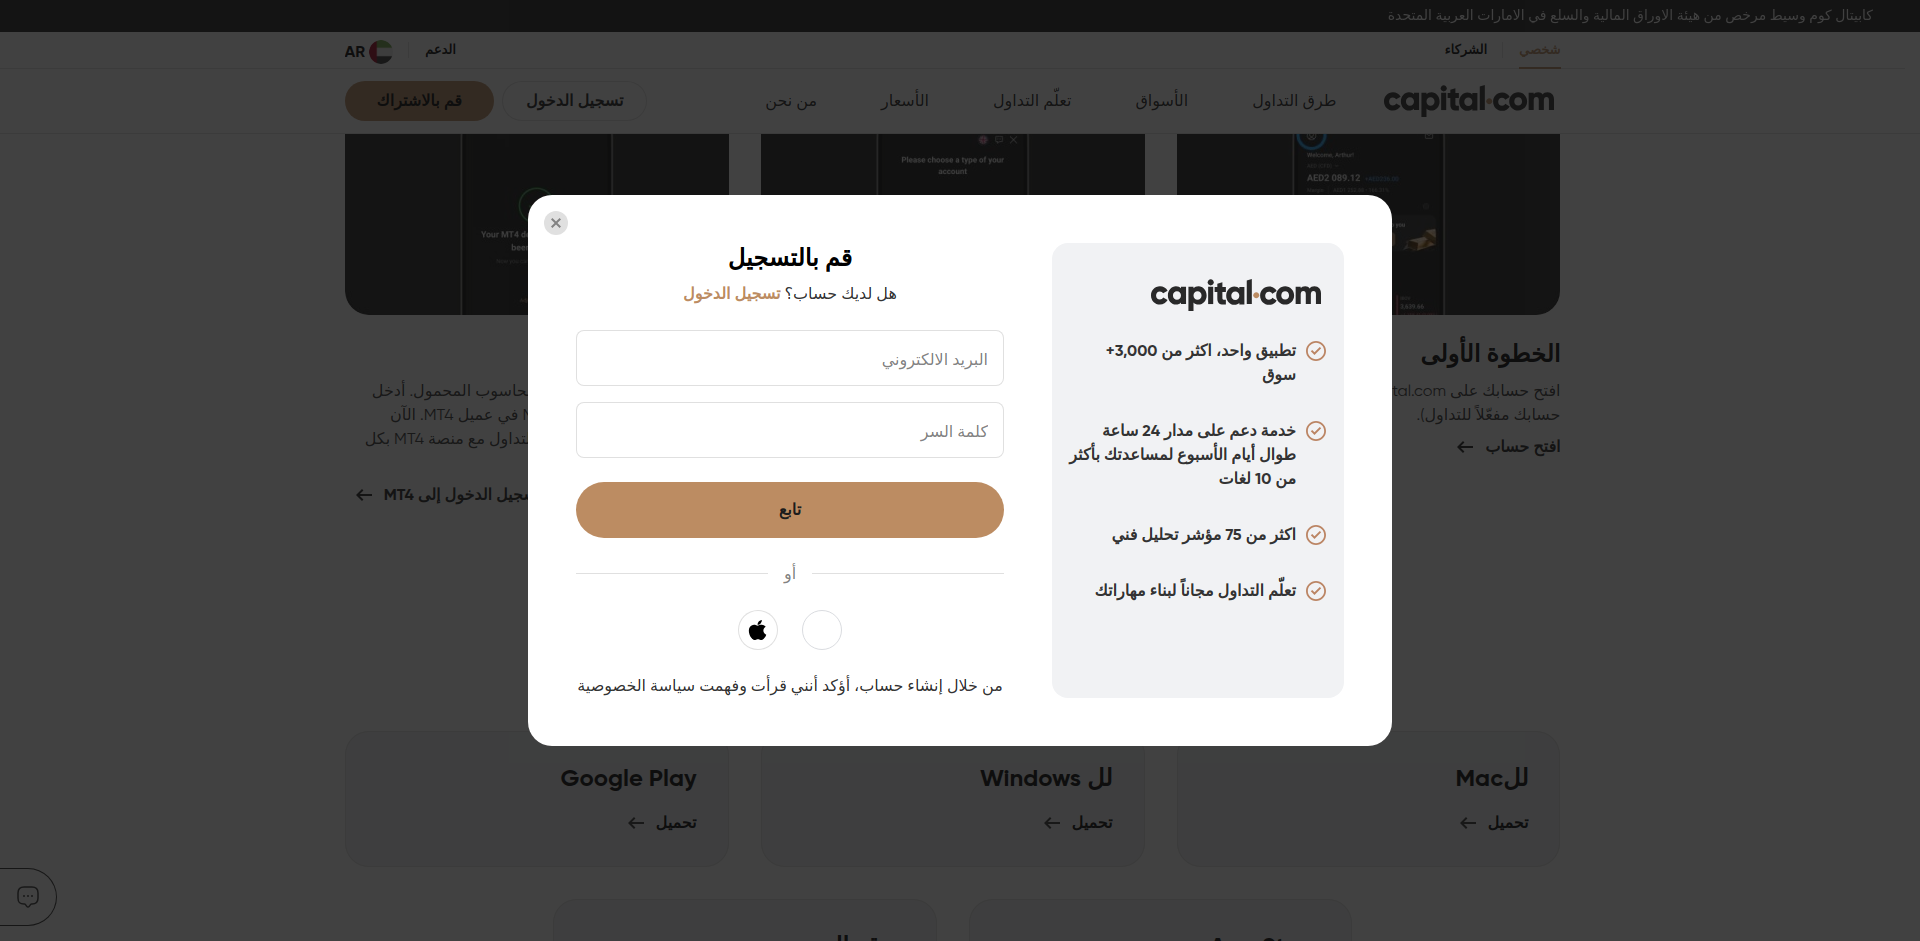 كابيتال كوم وسيط مرخص من هيئة الاوراق المالية والسلع في الامارات العربية المتحدة
شخصي
الشركاء
الدعم
AR
capital.com
طرق التداول
الأسواق
تعلّم التداول
الأسعار
من نحن
تسجيل الدخول
قم بالاشتراك
Welcome, Arthur!
AED2 089.12
Please choose a type of your
account
Your MT4 de
bee
الخطوة الأولى
افتح حسابك على tal.com
حسابك مفعّلاً للتداول).
افتح حساب
حاسوب المحمول. أدخل
في عميل MT4. الآن
تداول مع منصة MT4 بكل
جيل الدخول إلى MT4
capital.com
تطبيق واحد، اكثر من 3,000+
سوق
خدمة دعم على مدار 24 ساعة
طوال أيام الأسبوع لمساعدتك بأكثر
من 10 لغات
اكثر من 75 مؤشر تحليل فني
تعلّم التداول مجاناً لبناء مهاراتك
قم بالتسجيل
هل لديك حساب؟ تسجيل الدخول
البريد الالكتروني
كلمة السر
تابع
أو
من خلال إنشاء حساب، أؤكد أنني قرأت وفهمت سياسة الخصوصية
للMac
تحميل
لل Windows
تحميل
Google Play
تحميل